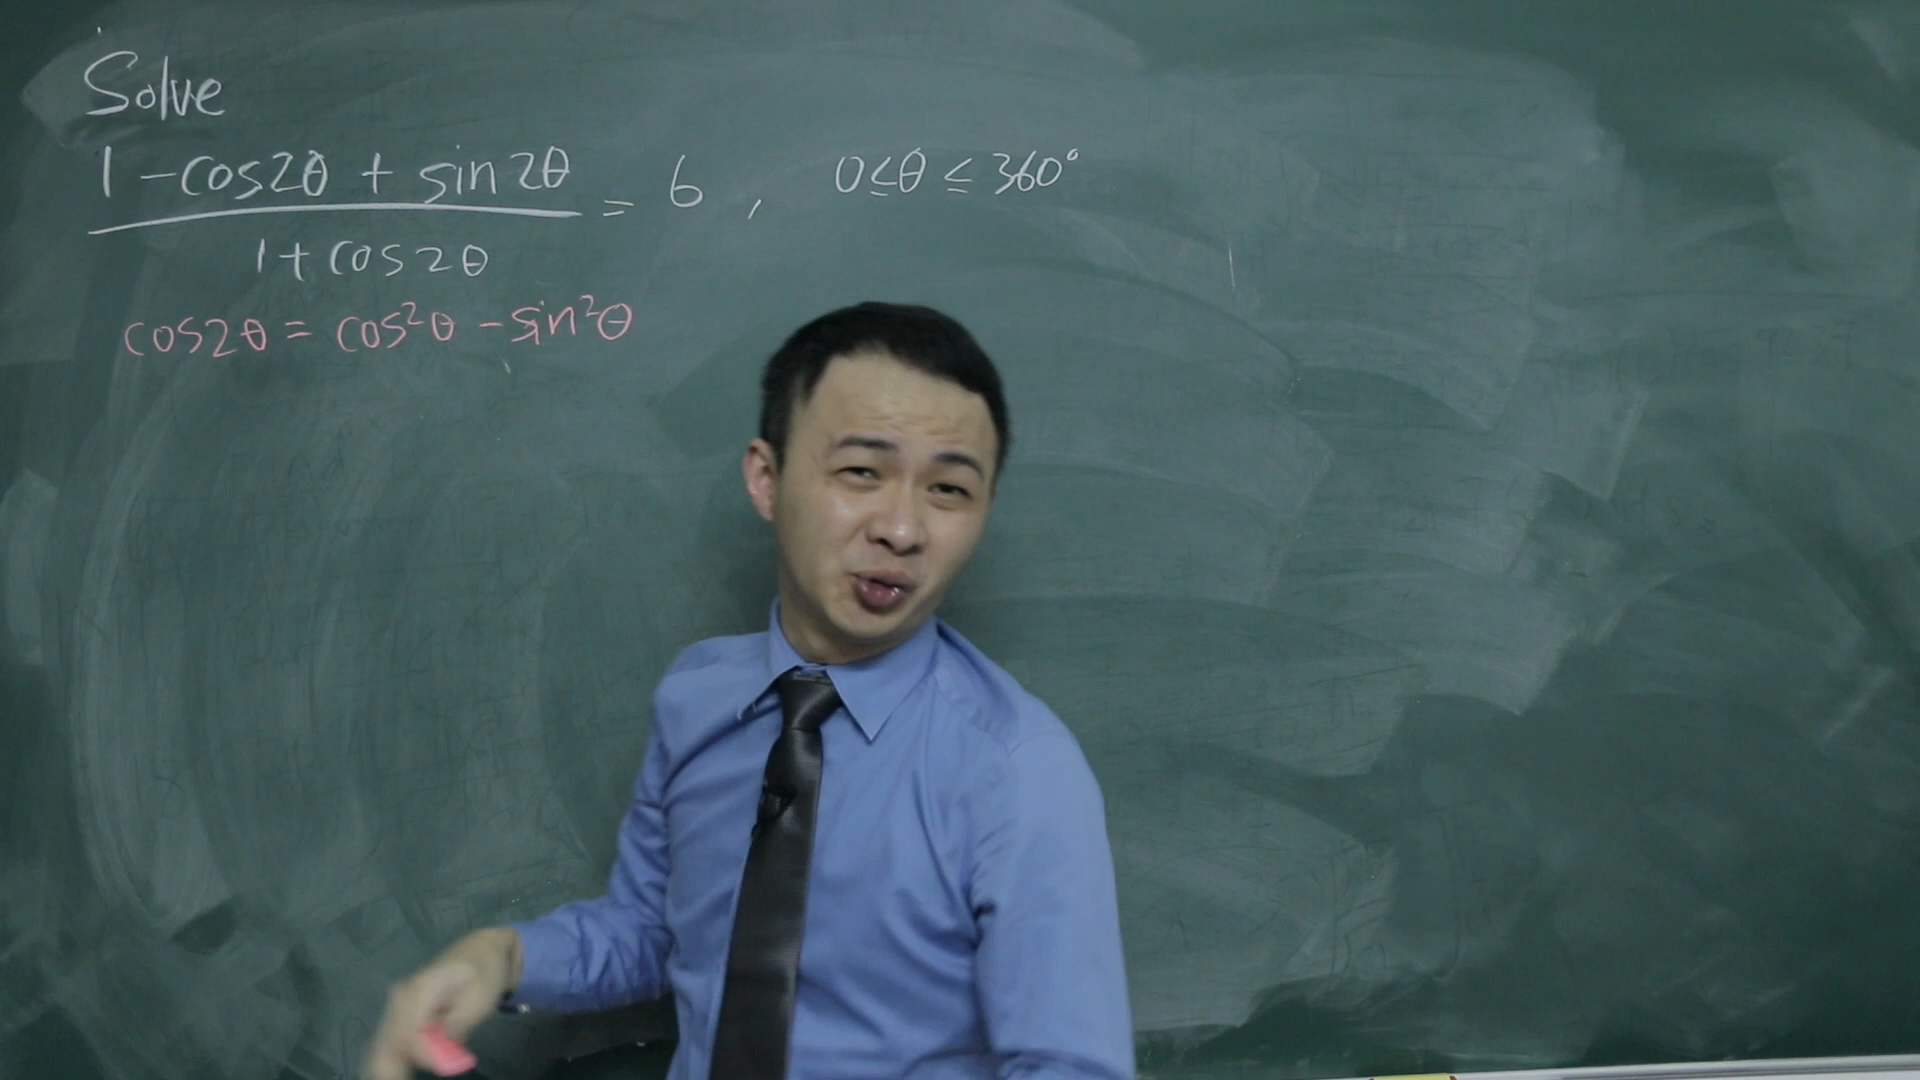 Solve
1 - cos2θ + sin2θ
= 6 , 0 ≤ θ ≤ 360°
1 + cos2θ
cos2θ = cos²θ - sin²θ